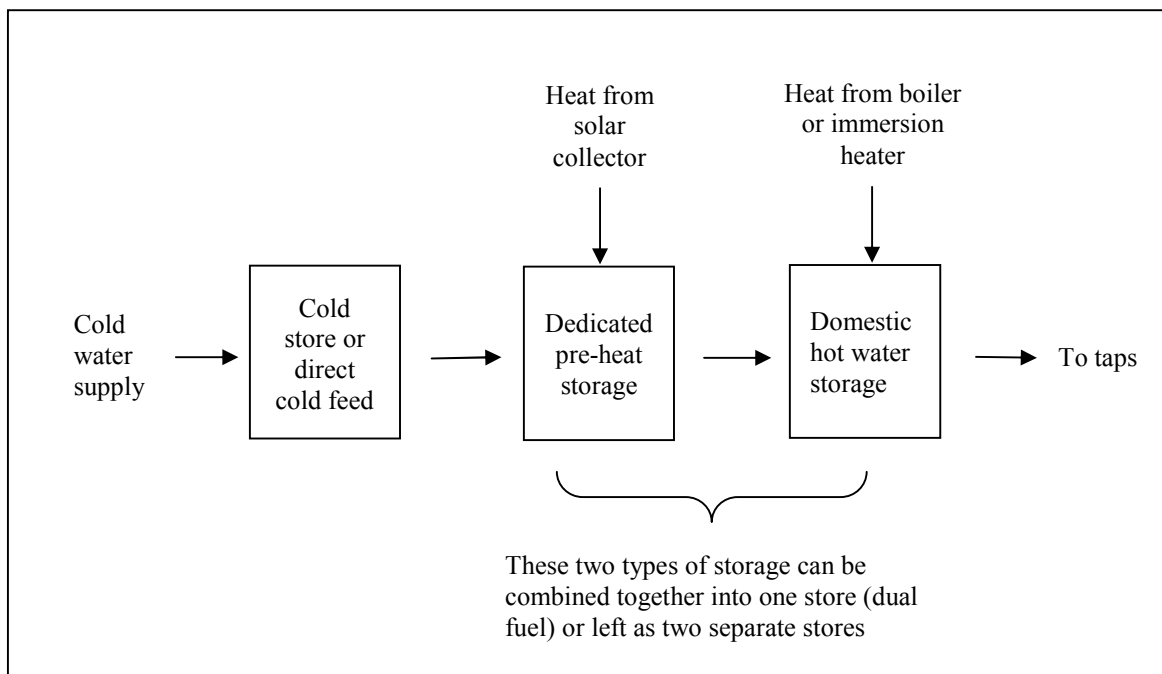 Heat from
solar
collector
Heat from boiler
or immersion
heater
Cold
water
supply
Cold
store or
direct
cold feed
Dedicated
pre-heat
storage
Domestic
hot water
storage
To taps
These two types of storage can be
combined together into one store (dual
fuel) or left as two separate stores